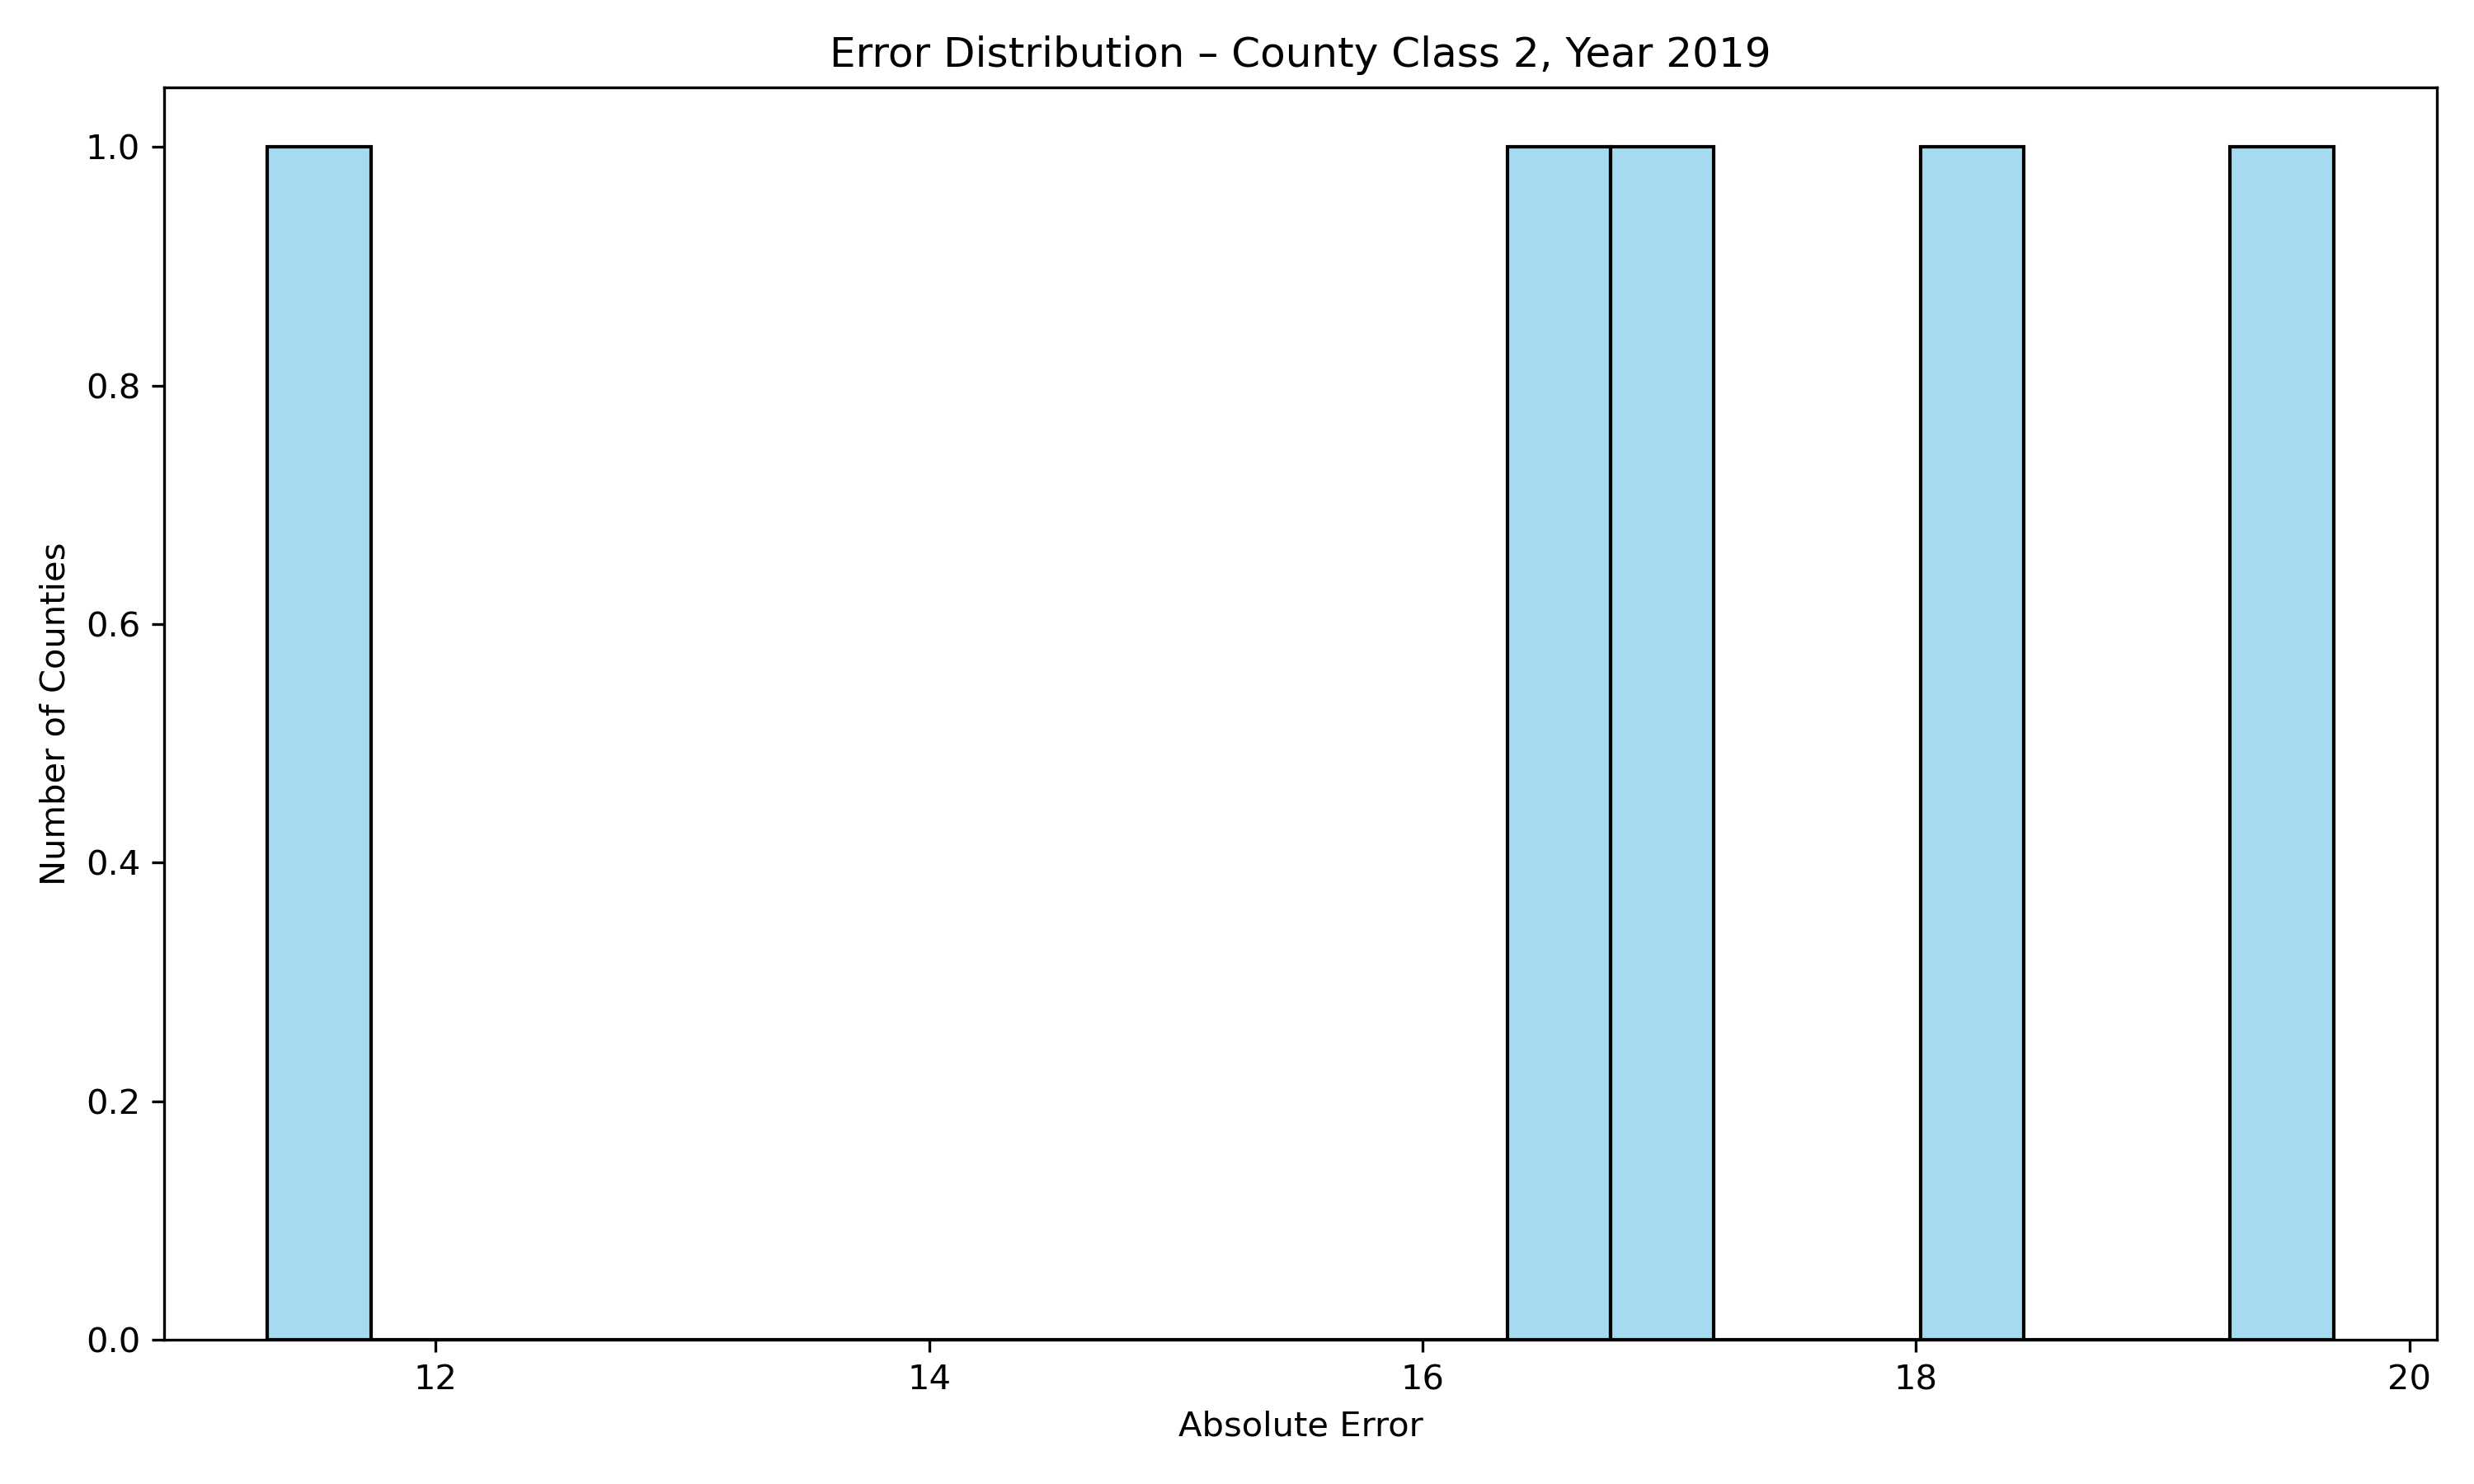 Error Distribution – County Class 2, Year 2019
1.0
0.8
0.6
0.4
0.2
0.0
Number of Counties
12 14 16 18 20
Absolute Error